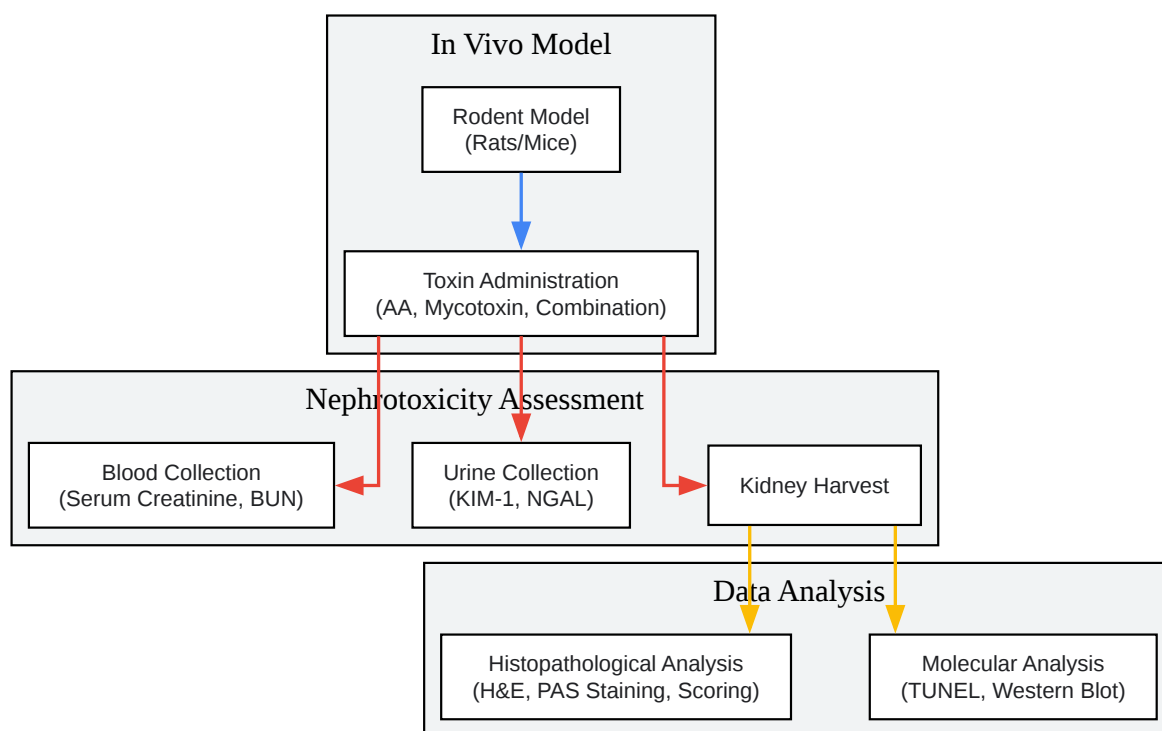 In Vivo Model
Rodent Model
(Rats/Mice)
Toxin Administration
(AA, Mycotoxin, Combination)
Nephrotoxicity Assessment
Blood Collection
(Serum Creatinine, BUN)
Urine Collection
(KIM-1, NGAL)
Kidney Harvest
Data Analysis
Histopathological Analysis
(H&E, PAS Staining, Scoring)
Molecular Analysis
(TUNEL, Western Blot)